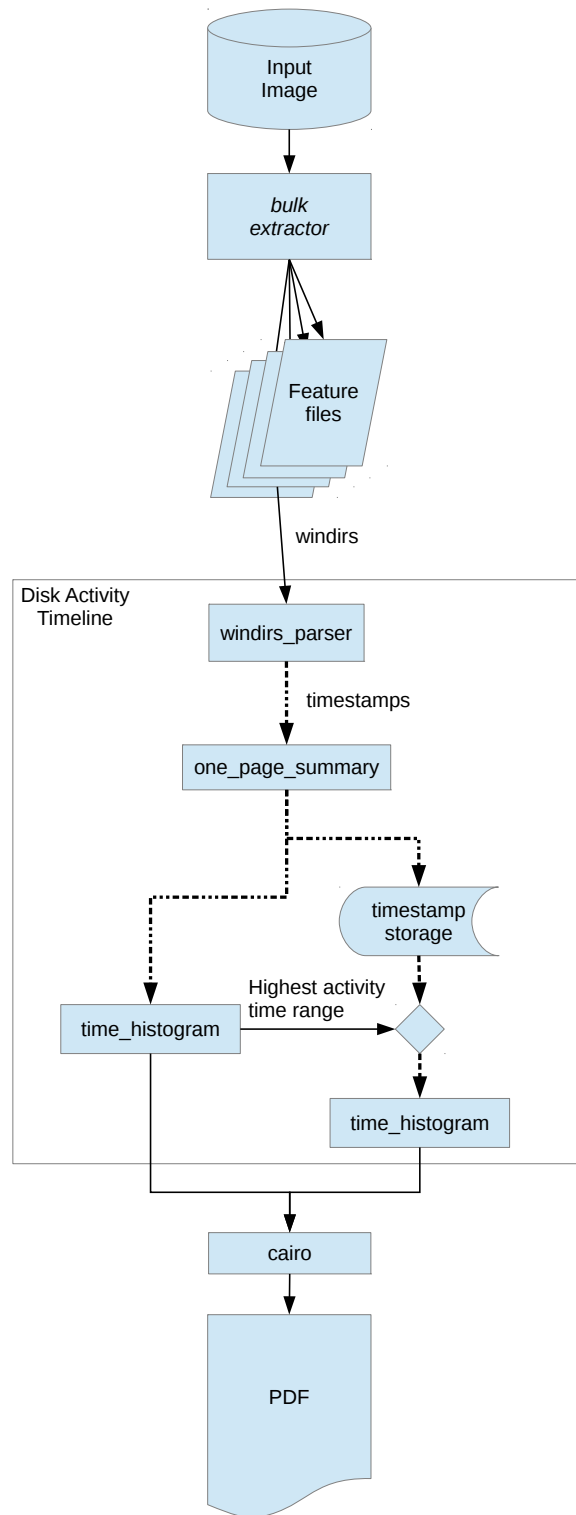 Input
Image
bulk
extractor
Feature
files
windirs
Disk Activity
Timeline
windirs_parser
timestamps
one_page_summary
timestamp
storage
Highest activity
time range
time_histogram
time_histogram
cairo
PDF